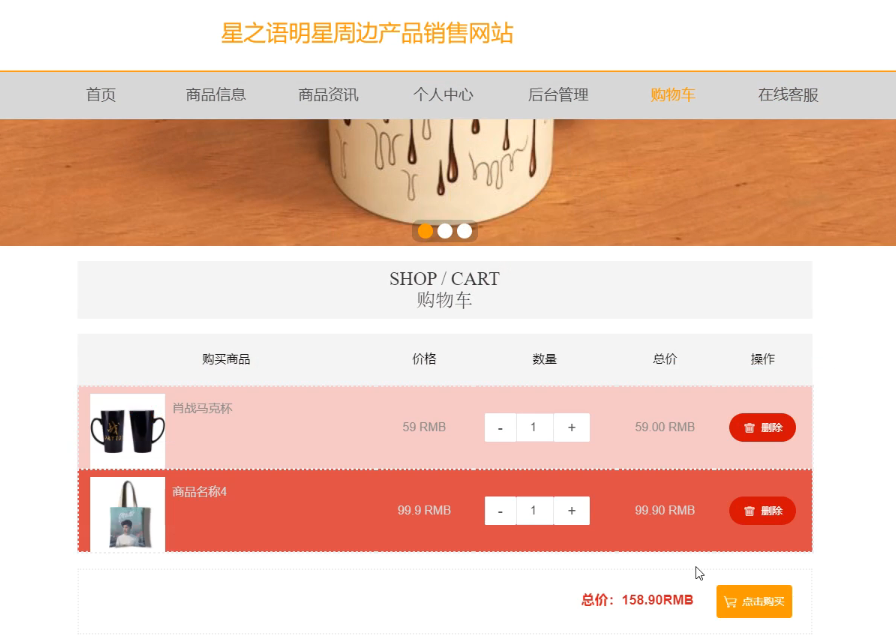 星之语明星周边产品销售网站
首页 商品信息 商品资讯 个人中心 后台管理 购物车 在线客服
SHOP / CART
购物车
购买商品 价格 数量 总价 操作
肖战马克杯
59 RMB - 1 + 59.00 RMB 删除
商品名称4
99.9 RMB - 1 + 99.90 RMB 删除
总价：158.90RMB 点击购买